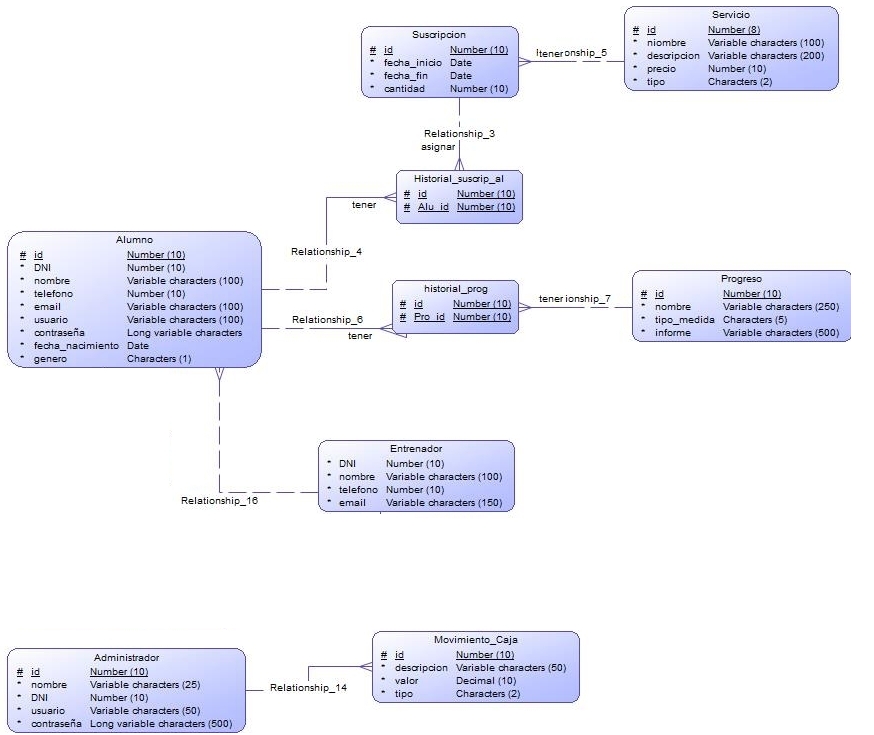 Servicio
# id Number (8)
* niombre Variable characters (100)
* descripcion Variable characters (200)
* precio Number (10)
* tipo Characters (2)
Suscripcion
# id Number (10)
* fecha_inicio Date
* fecha_fin Date
* cantidad Number (10)
tener onship_5
Relationship_3
asignar
Historial_suscrip_al
# id Number (10)
# Alu_id Number (10)
tener
Relationship_4
Alumno
# id Number (10)
* DNI Number (10)
* nombre Variable characters (100)
* telefono Number (10)
* email Variable characters (100)
* usuario Variable characters (100)
* contraseña Long variable characters
* fecha_nacimiento Date
* genero Characters (1)
historial_prog
# id Number (10)
# Pro_id Number (10)
Relationship_6
tener
tener ionship_7
Progreso
# id Number (10)
* nombre Variable characters (250)
* tipo_medida Characters (5)
* informe Variable characters (500)
Entrenador
* DNI Number (10)
* nombre Variable characters (100)
* telefono Number (10)
* email Variable characters (150)
Relationship_16
Administrador
# id Number (10)
* nombre Variable characters (25)
* DNI Number (10)
* usuario Variable characters (50)
* contraseña Long variable characters (500)
Relationship_14
Movimiento_Caja
# id Number (10)
* descripcion Variable characters (50)
* valor Decimal (10)
* tipo Characters (2)